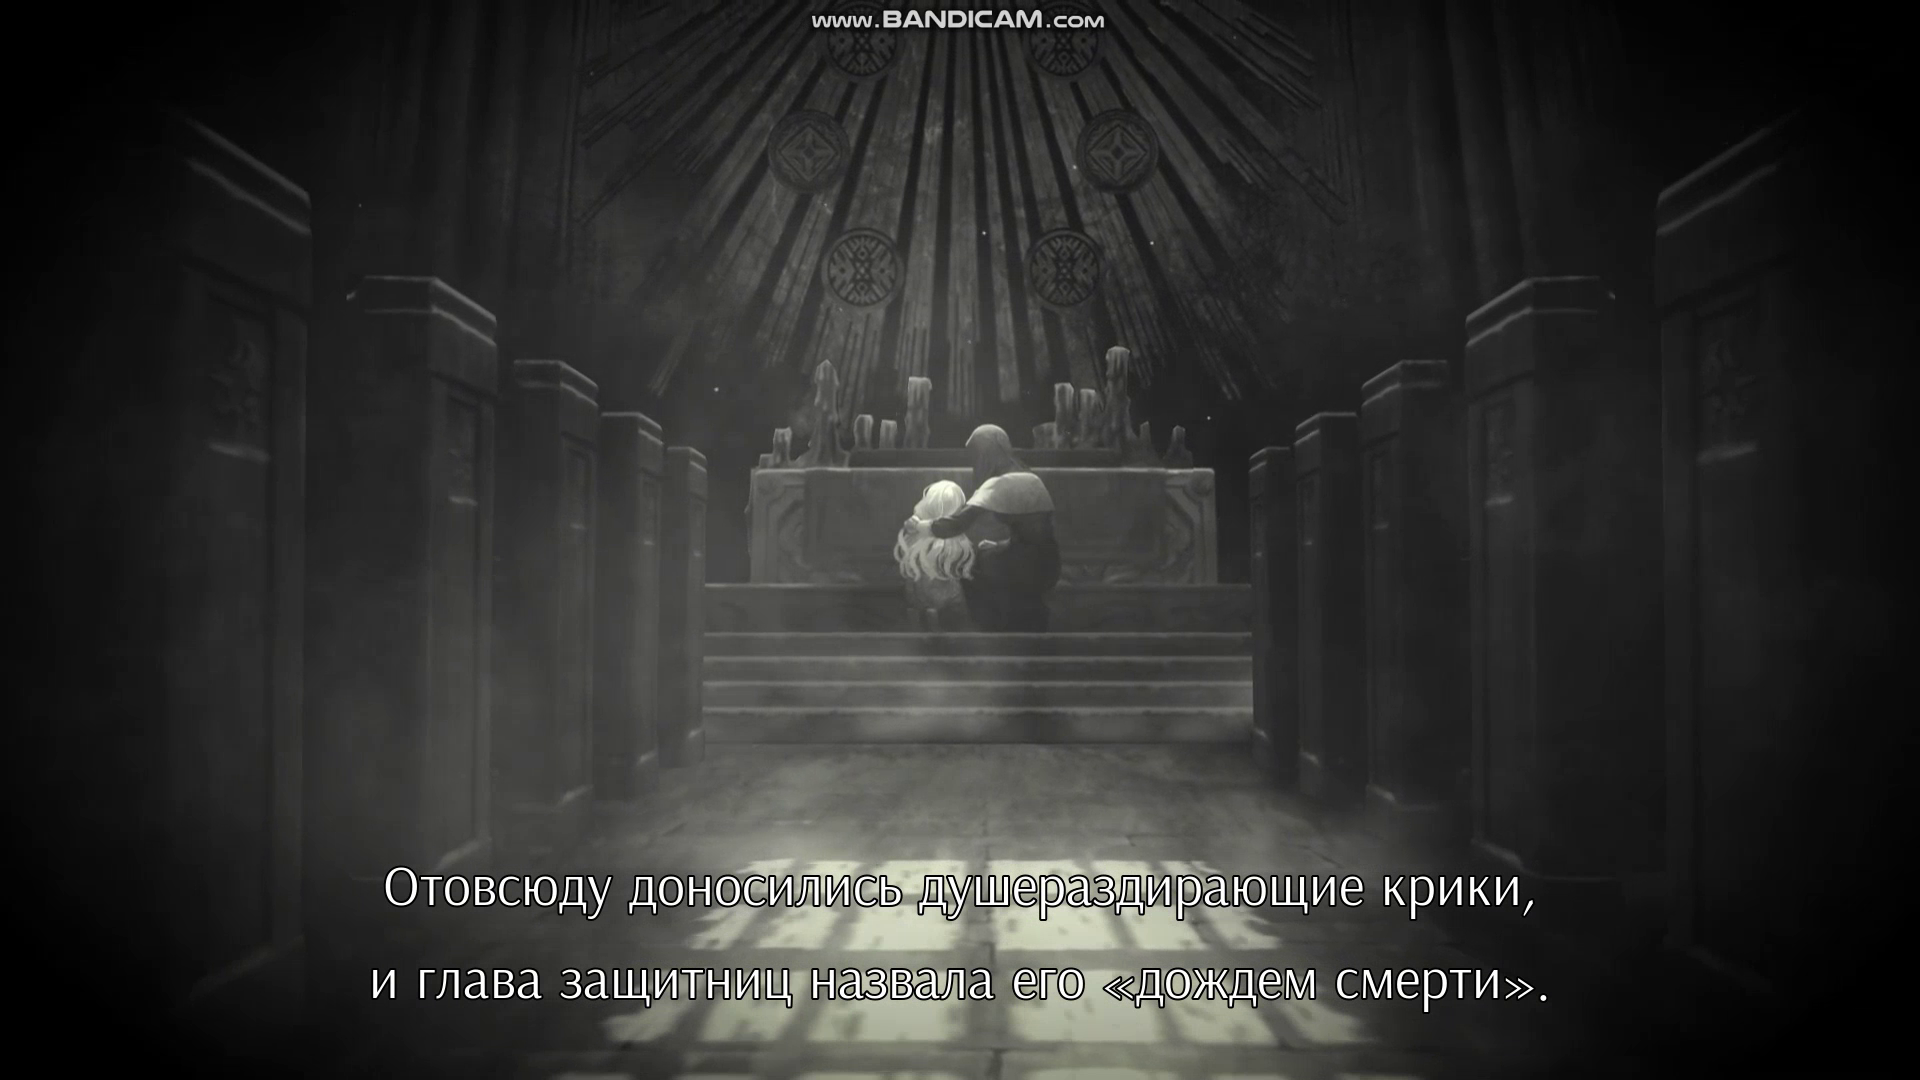 www.BANDICAM.com
Отовсюду доносились душераздирающие крики,
и глава защитниц назвала его «дождем смерти».